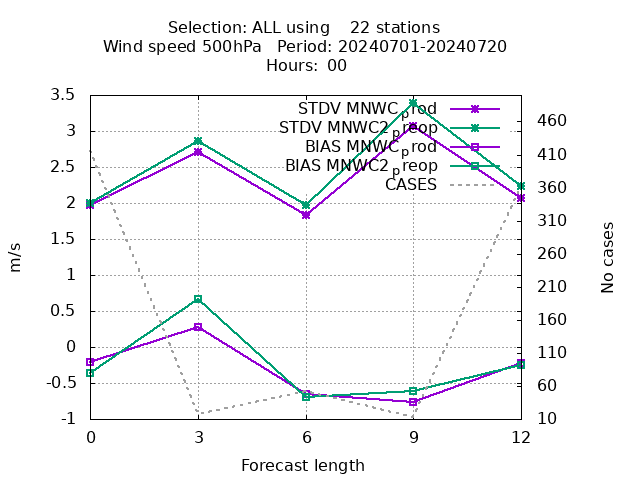 Selection: ALL using    22 stations
Wind speed 500hPa   Period: 20240701-20240720
Hours:  00
STDV MNWC_prod
STDV MNWC2_preop
BIAS MNWC_prod
BIAS MNWC2_preop
CASES
3.5
3
2.5
2
1.5
1
0.5
0
-0.5
-1
m/s
460
410
360
310
260
210
160
110
60
10
No cases
0 3 6 9 12
Forecast length